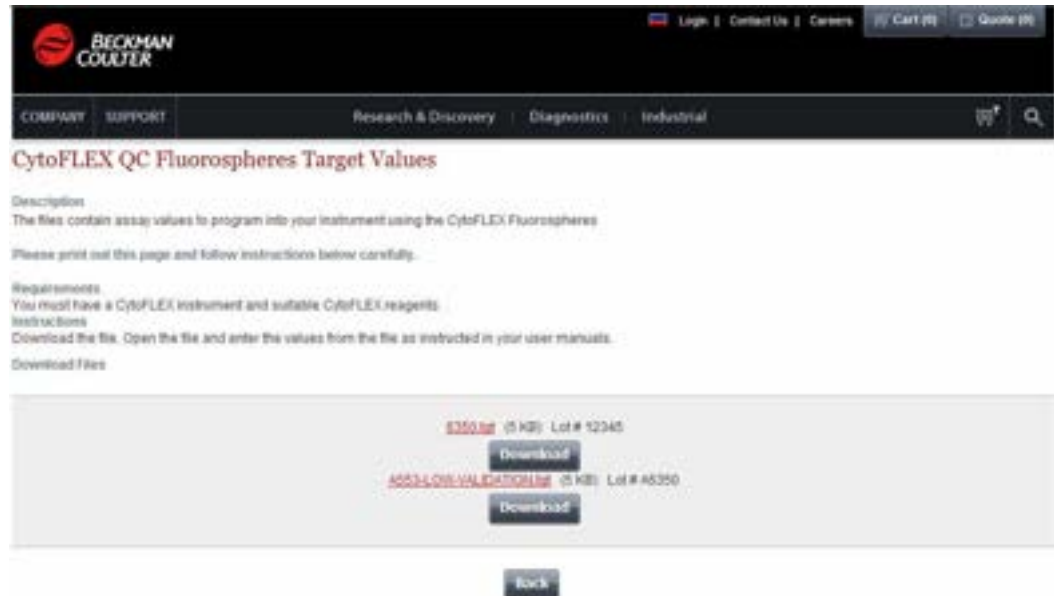 Login | Contact Us | Careers Cart (0) Quote (0)
BECKMAN
COULTER
COMPANY SUPPORT Research & Discovery | Diagnostics | Industrial
CytoFLEX QC Fluorospheres Target Values
Description
The files contain assay values to program into your instrument using the CytoFLEX Fluorospheres
Please print out this page and follow instructions below carefully.
Requirements
You must have a CytoFLEX instrument and suitable CytoFLEX reagents.
Instructions
Download the file. Open the file and enter the values from the file as instructed in your user manuals.
Download Files
(5 KB) Lot # 12345
Download
(5 KB) Lot # A6350
Download
Back